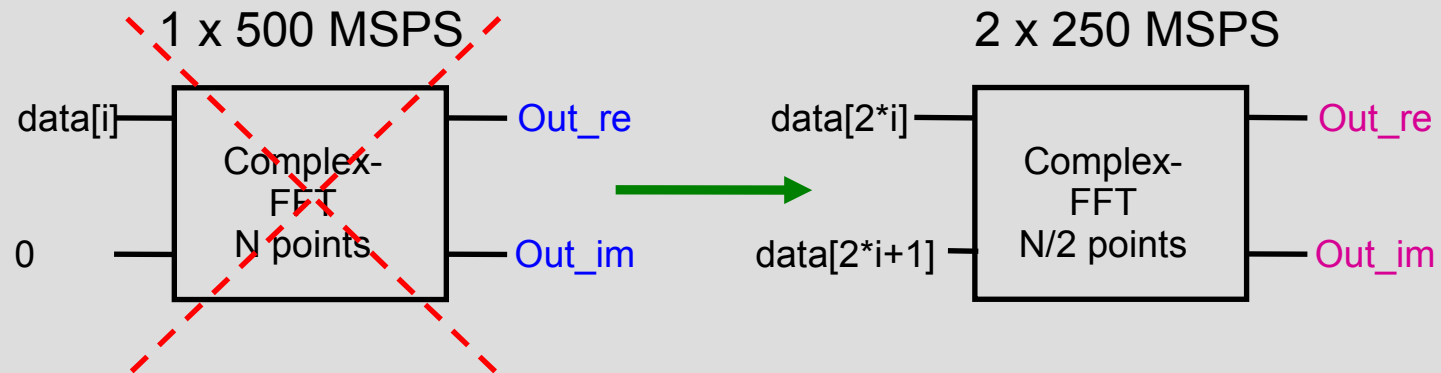 1 x 500 MSPS
data[i]
0
Complex-
FFT
N points
Out_re
Out_im
2 x 250 MSPS
data[2*i]
data[2*i+1]
Complex-
FFT
N/2 points
Out_re
Out_im